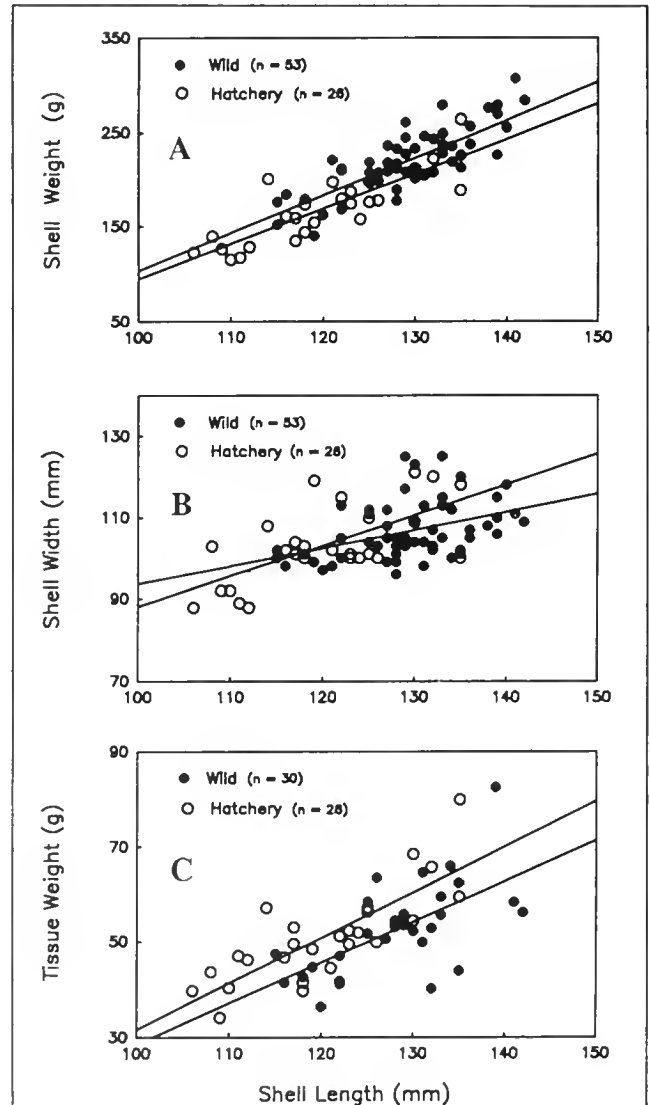 350
250
150
50
Shell Weight (g)
● Wild (n = 53)
○ Hatchery (n = 28)
A
100 110 120 130 140 150
130
110
90
70
Shell Width (mm)
● Wild (n = 53)
○ Hatchery (n = 28)
B
100 110 120 130 140 150
90
70
50
30
Tissue Weight (g)
● Wild (n = 30)
○ Hatchery (n = 28)
C
100 110 120 130 140 150
Shell Length (mm)